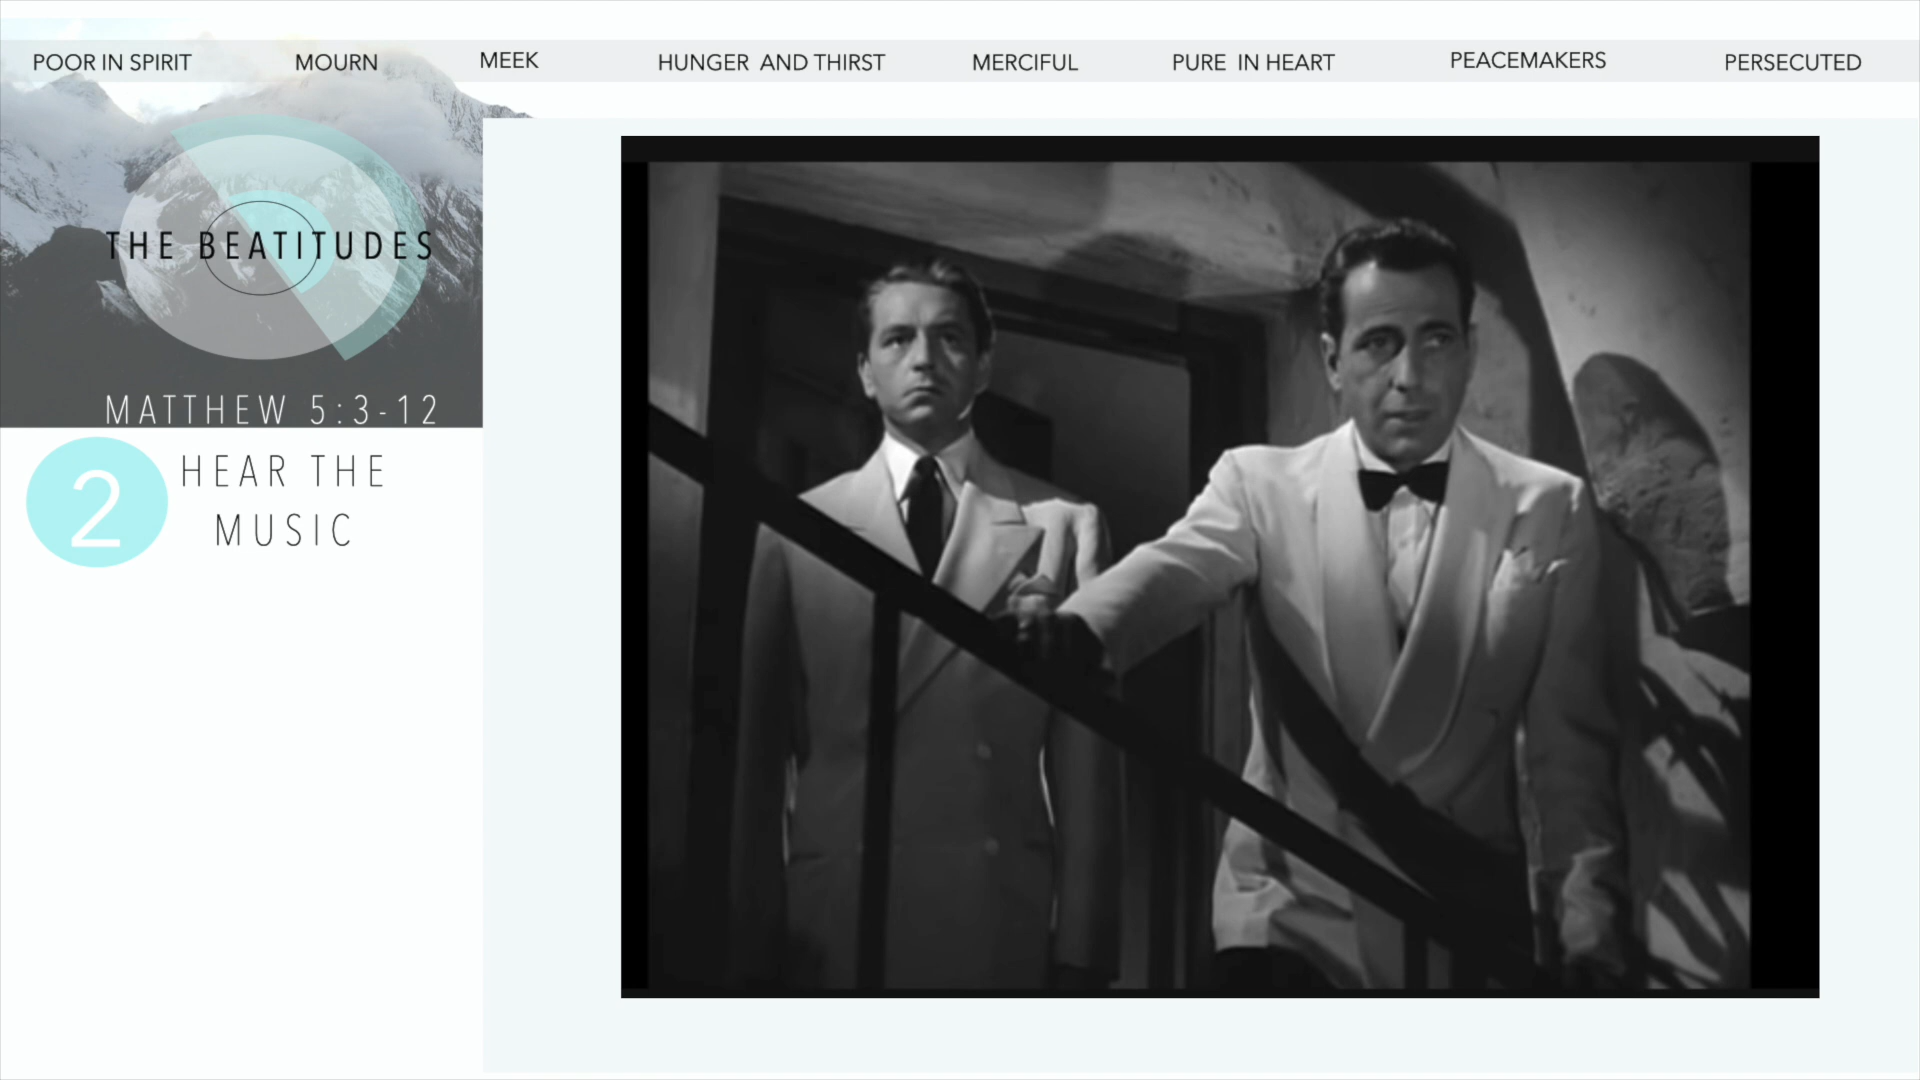 POOR IN SPIRIT MOURN MEEK HUNGER AND THIRST MERCIFUL PURE IN HEART PEACEMAKERS PERSECUTED
THE BEATITUDES
MATTHEW 5:3-12
2
HEAR THE
MUSIC